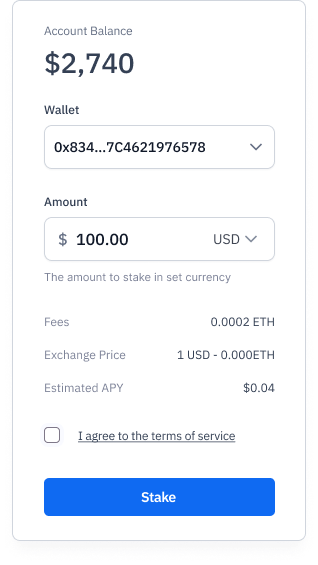 Account Balance
$2,740
Wallet
0x834...7C4621976578
Amount
$ 100.00 USD
The amount to stake in set currency
Fees 0.0002 ETH
Exchange Price 1 USD - 0.000ETH
Estimated APY $0.04
I agree to the terms of service
Stake